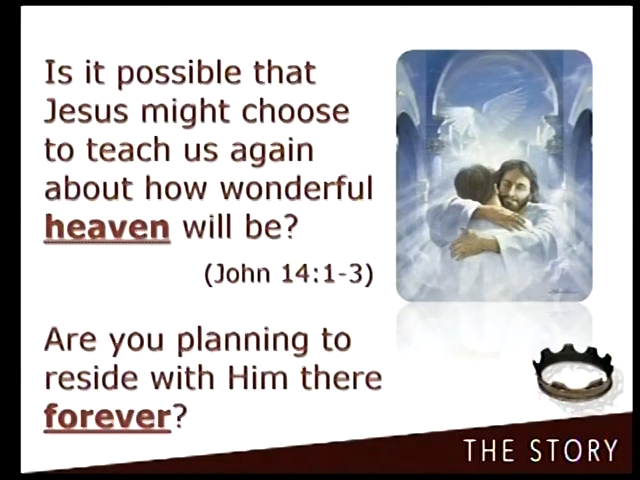 Is it possible that
Jesus might choose
to teach us again
about how wonderful
heaven will be?
(John 14:1-3)
Are you planning to
reside with Him there
forever?
THE STORY